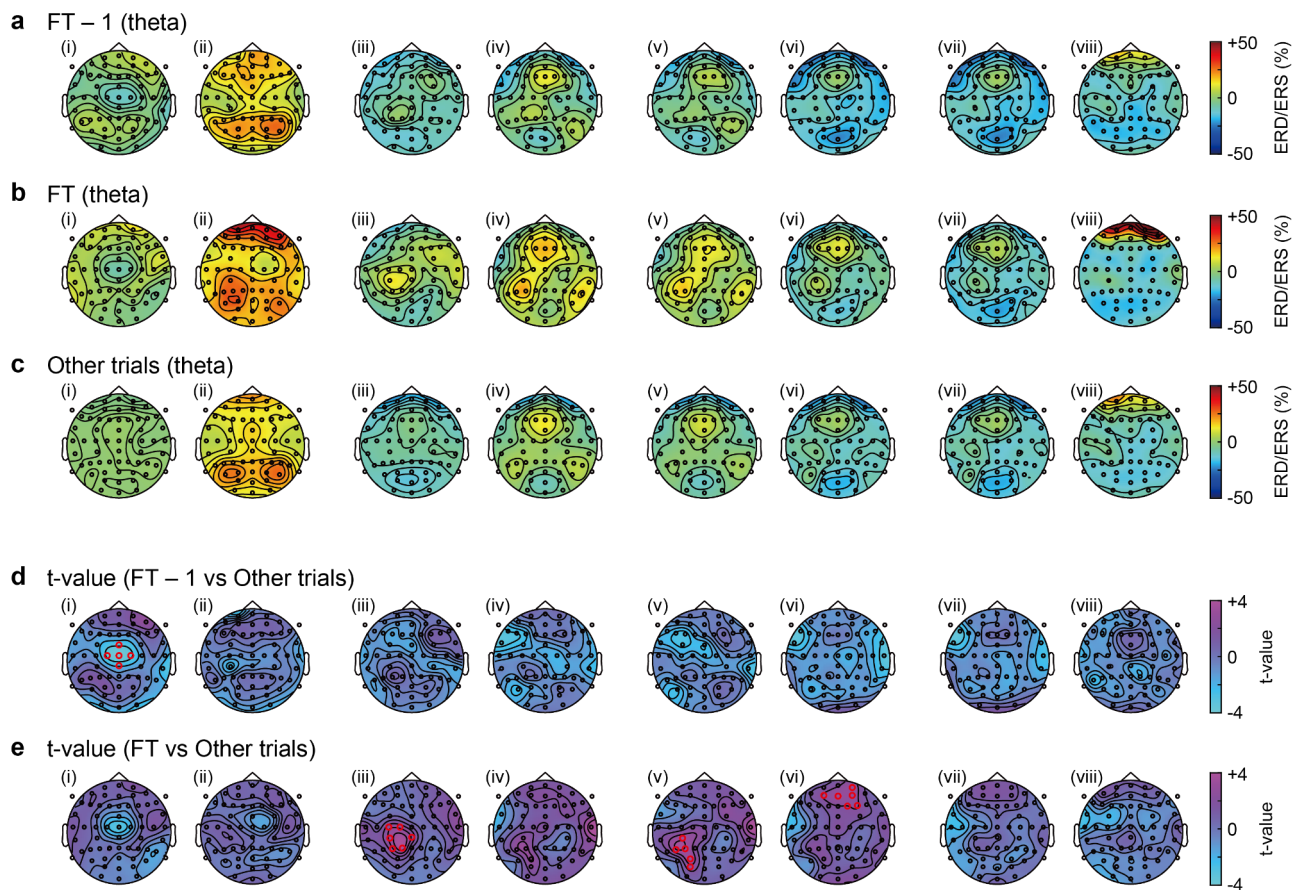 a FT – 1 (theta)
(i) (ii) (iii) (iv) (v) (vi) (vii) (viii)
+50
0
-50
ERD/ERS (%)
b FT (theta)
(i) (ii) (iii) (iv) (v) (vi) (vii) (viii)
+50
0
-50
ERD/ERS (%)
c Other trials (theta)
(i) (ii) (iii) (iv) (v) (vi) (vii) (viii)
+50
0
-50
ERD/ERS (%)
d t-value (FT – 1 vs Other trials)
(i) (ii) (iii) (iv) (v) (vi) (vii) (viii)
+4
0
-4
t-value
e t-value (FT vs Other trials)
(i) (ii) (iii) (iv) (v) (vi) (vii) (viii)
+4
0
-4
t-value